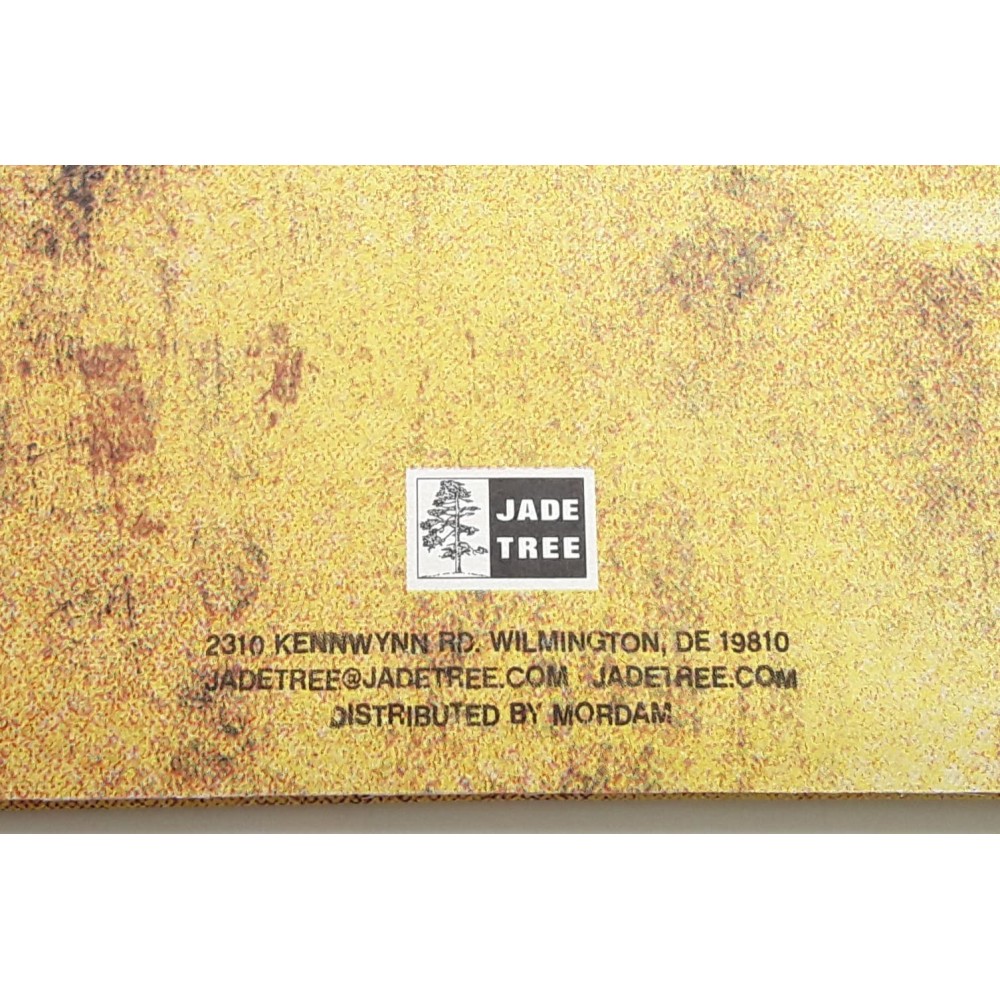 JADE
TREE
2310 KENNWYNN RD. WILMINGTON, DE 19810
JADETREE@JADETREE.COM JADETREE.COM
DISTRIBUTED BY MORDAM